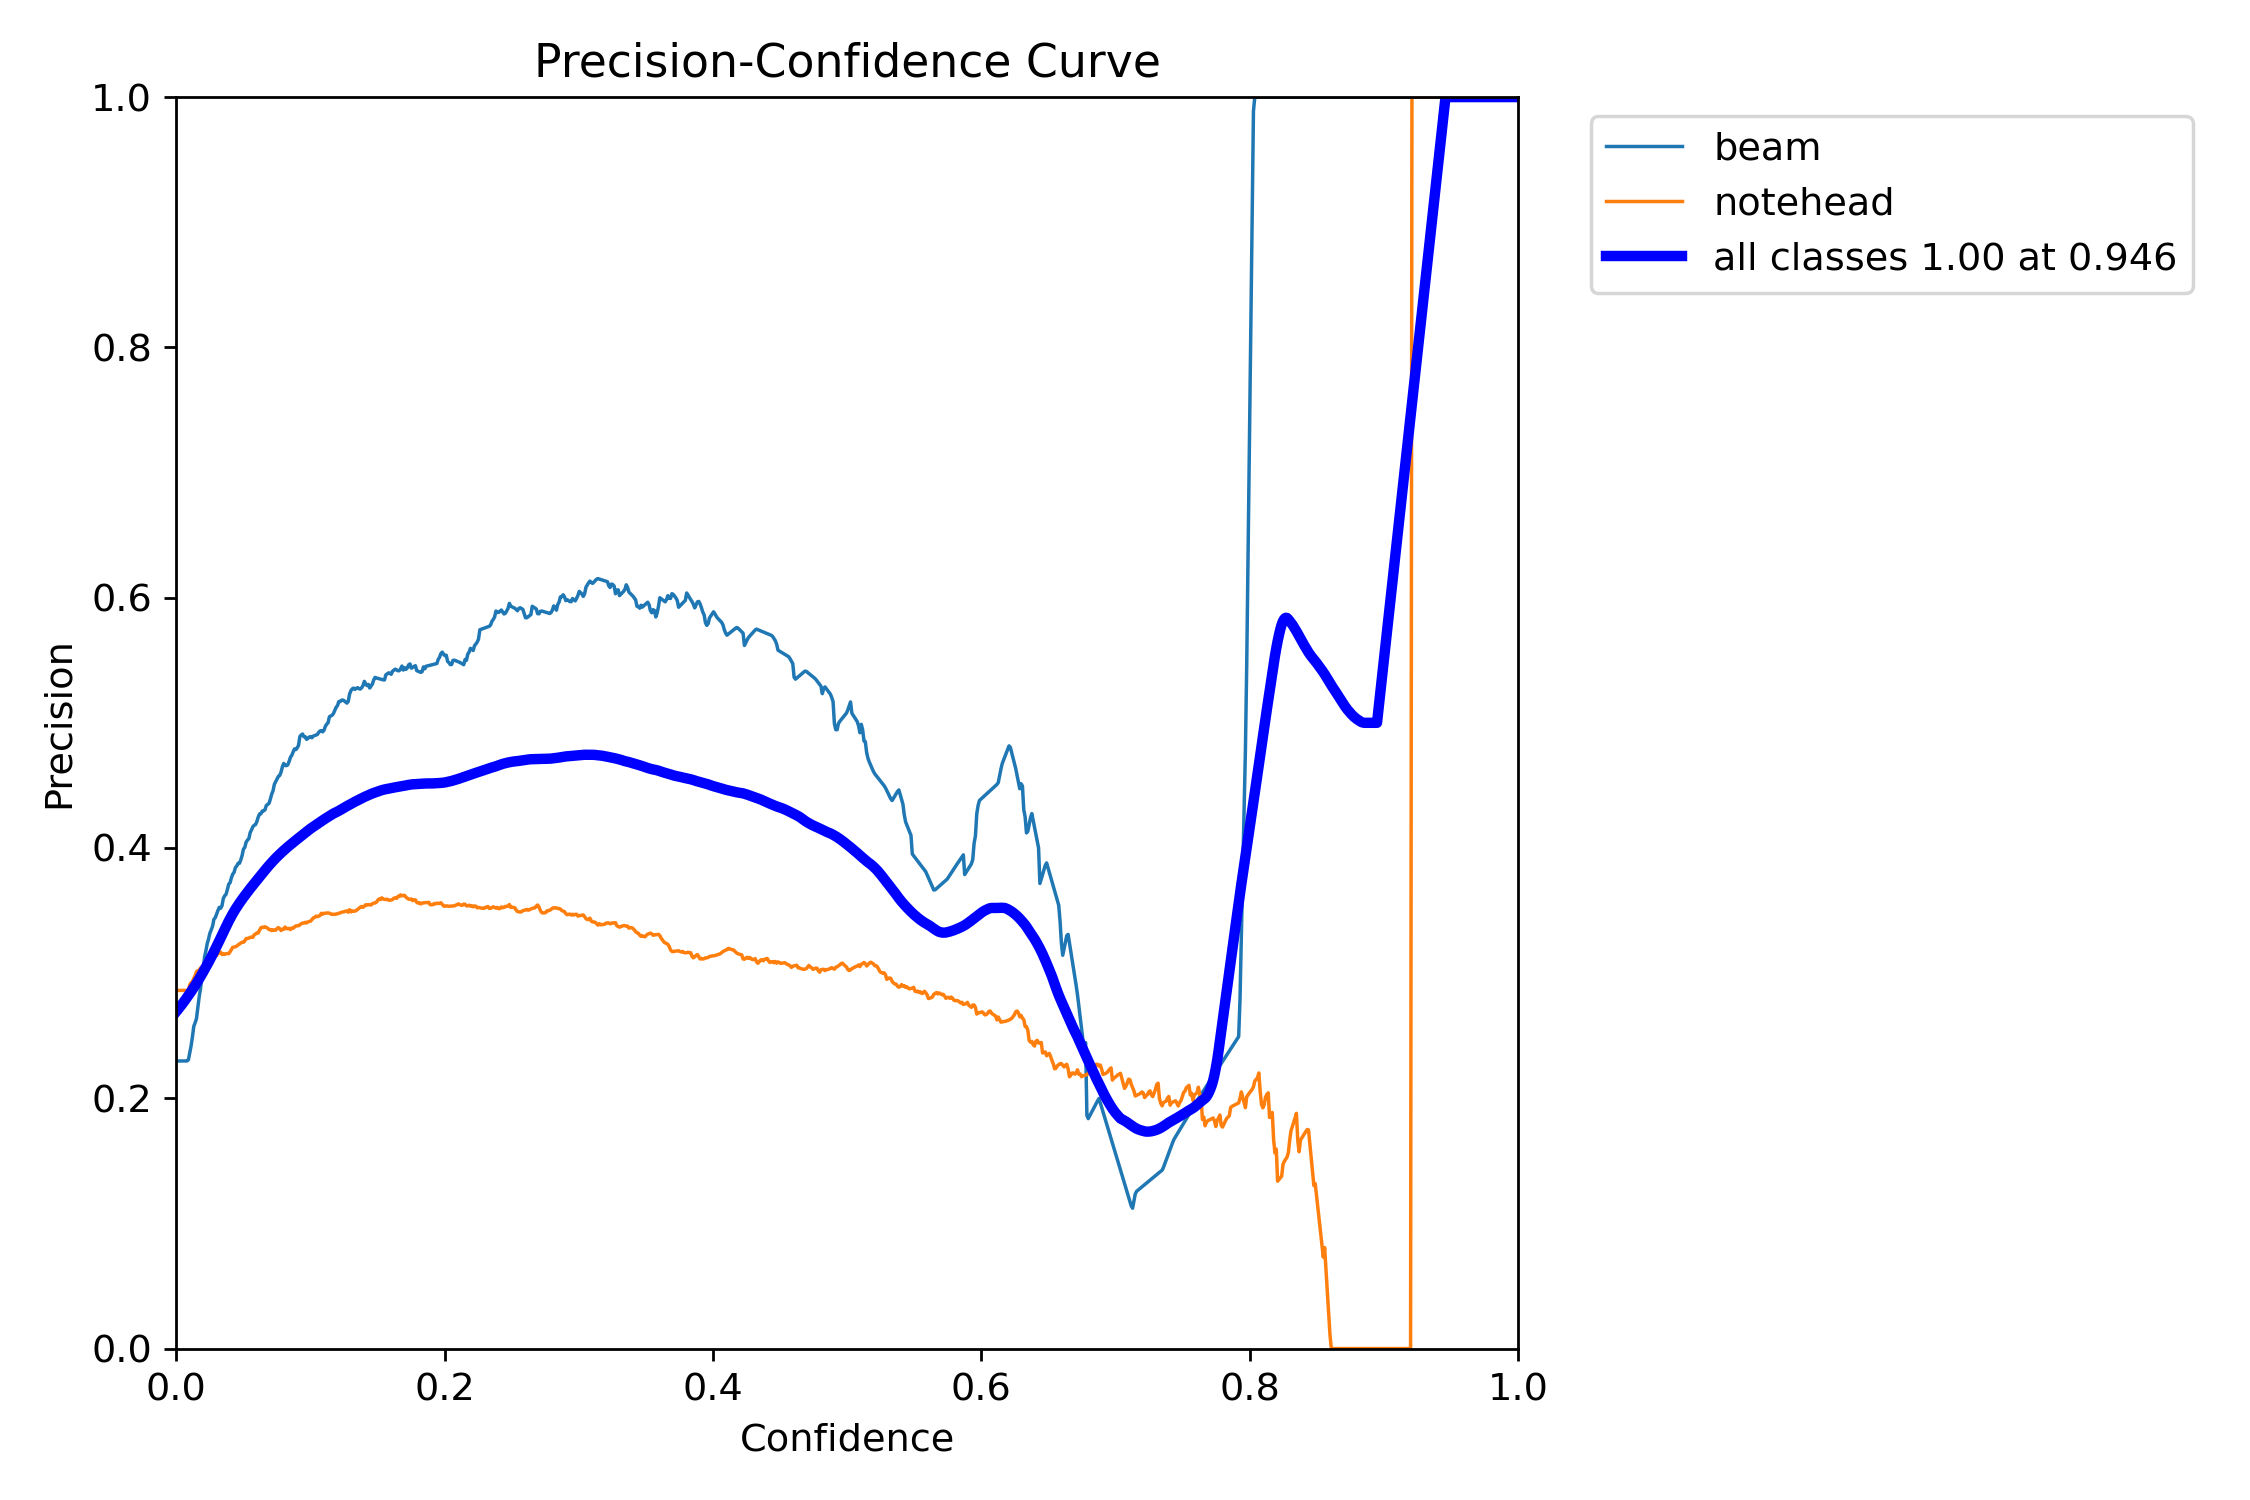 Precision-Confidence Curve
1.0
0.8
0.6
0.4
0.2
0.0
Precision
0.0 0.2 0.4 0.6 0.8 1.0
Confidence
beam
notehead
all classes 1.00 at 0.946